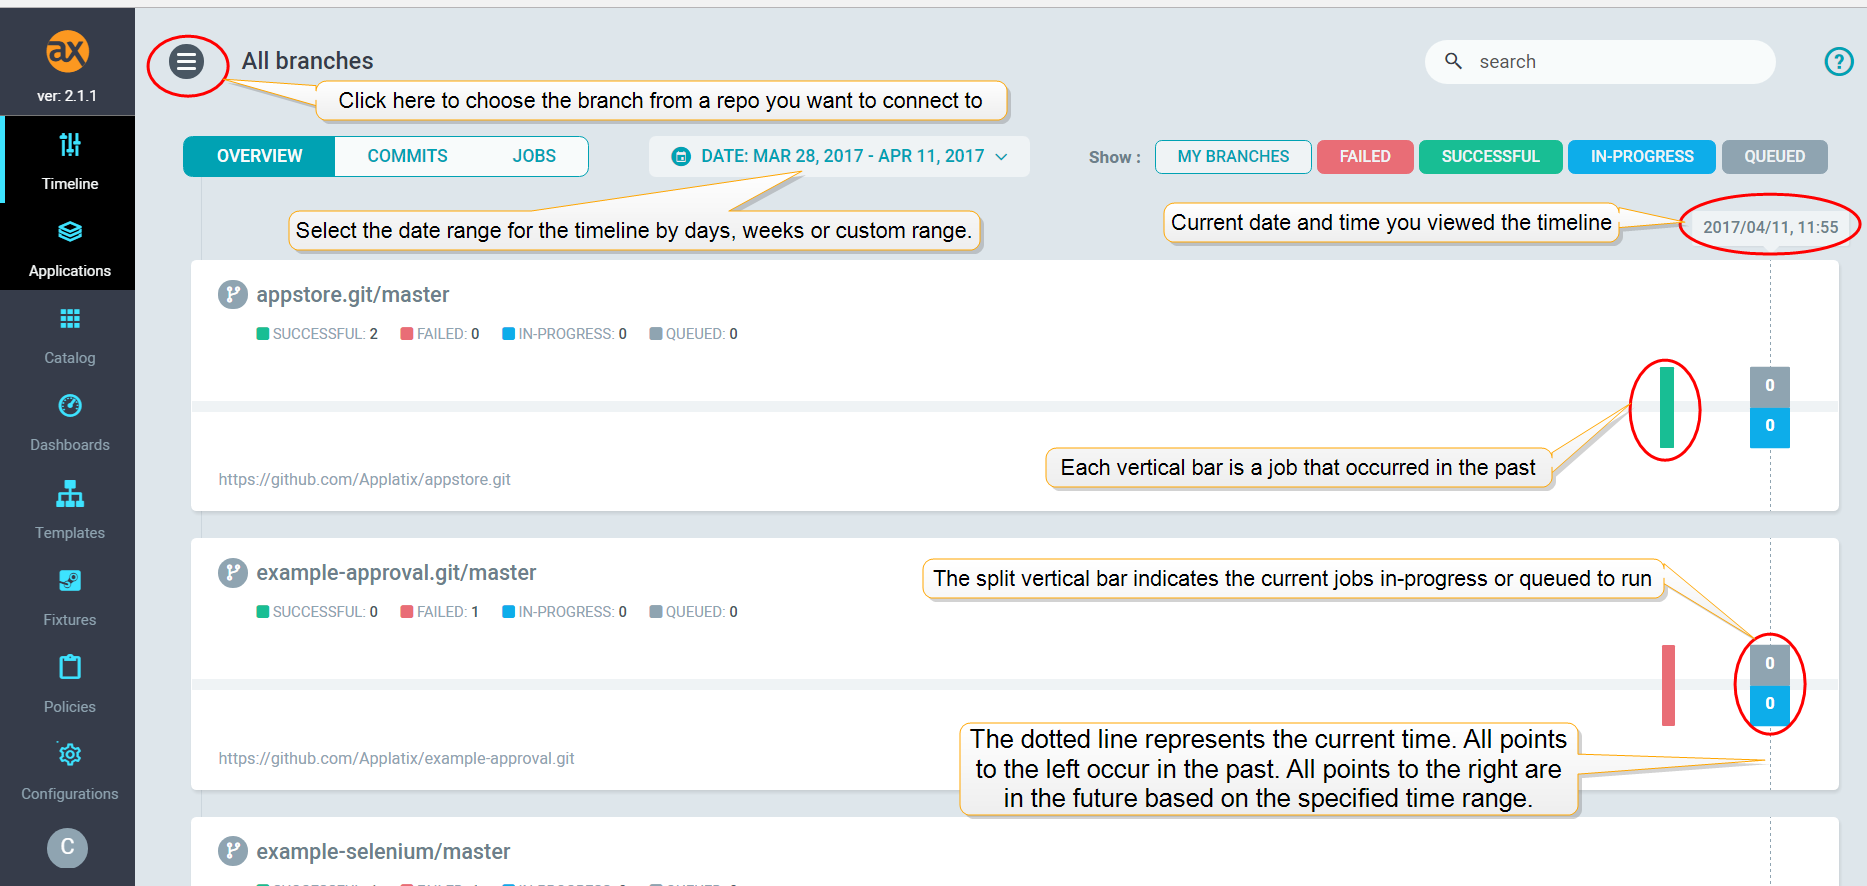 ax
ver: 2.1.1
Timeline
Applications
Catalog
Dashboards
Templates
Fixtures
Policies
Configurations
C
All branches
search
?
Click here to choose the branch from a repo you want to connect to
OVERVIEW COMMITS JOBS
DATE: MAR 28, 2017 - APR 11, 2017
Show : MY BRANCHES FAILED SUCCESSFUL IN-PROGRESS QUEUED
Select the date range for the timeline by days, weeks or custom range.
Current date and time you viewed the timeline
2017/04/11, 11:55
appstore.git/master
SUCCESSFUL: 2 FAILED: 0 IN-PROGRESS: 0 QUEUED: 0
0
0
Each vertical bar is a job that occurred in the past
https://github.com/Applatix/appstore.git
example-approval.git/master
The split vertical bar indicates the current jobs in-progress or queued to run
SUCCESSFUL: 0 FAILED: 1 IN-PROGRESS: 0 QUEUED: 0
0
0
The dotted line represents the current time. All points
to the left occur in the past. All points to the right are
in the future based on the specified time range.
https://github.com/Applatix/example-approval.git
example-selenium/master